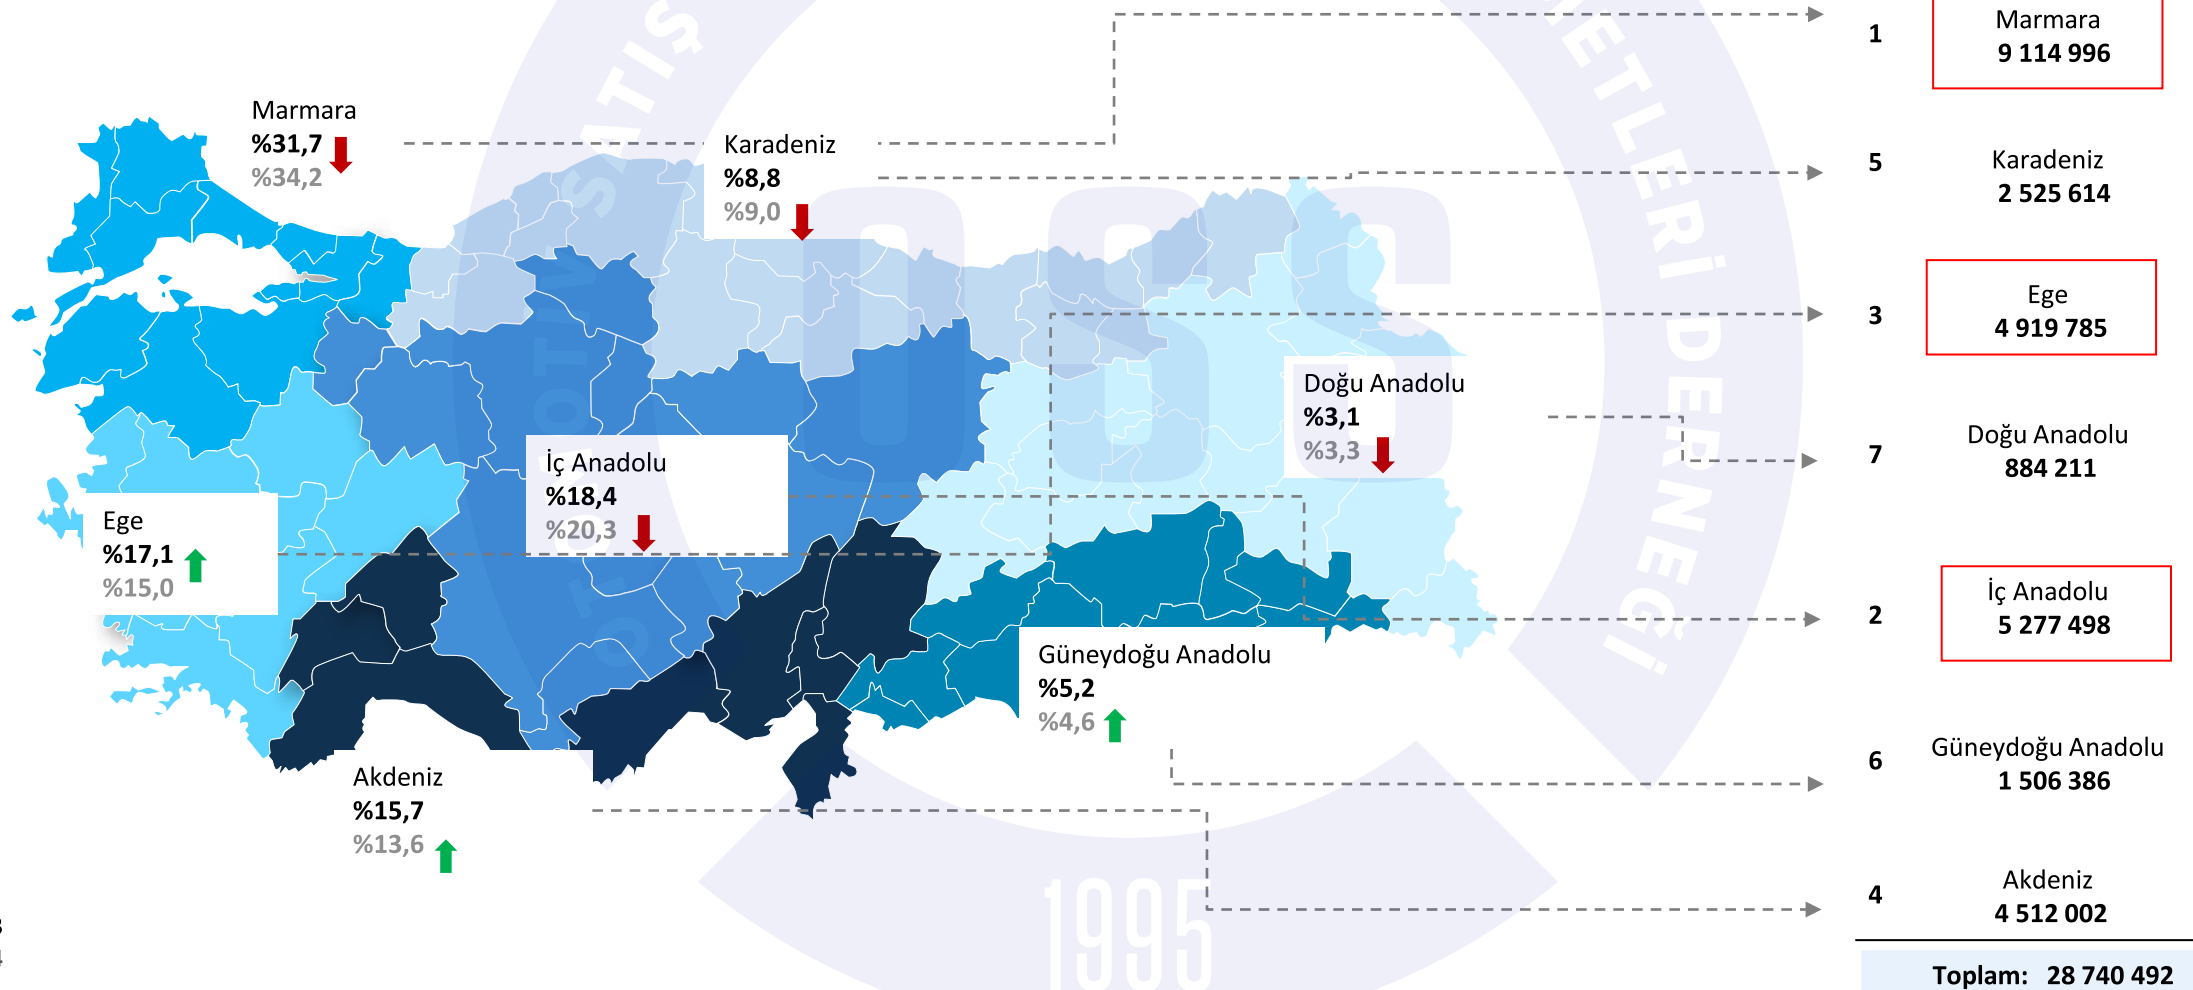 Marmara
%31,7
%34,2
Karadeniz
%8,8
%9,0
Doğu Anadolu
%3,1
%3,3
İç Anadolu
%18,4
%20,3
Ege
%17,1
%15,0
Güneydoğu Anadolu
%5,2
%4,6
Akdeniz
%15,7
%13,6
1
Marmara
9 114 996
5
Karadeniz
2 525 614
3
Ege
4 919 785
7
Doğu Anadolu
884 211
2
İç Anadolu
5 277 498
6
Güneydoğu Anadolu
1 506 386
4
Akdeniz
4 512 002
Toplam: 28 740 492
SATIŞ
DERNEĞİ
OSS
1995